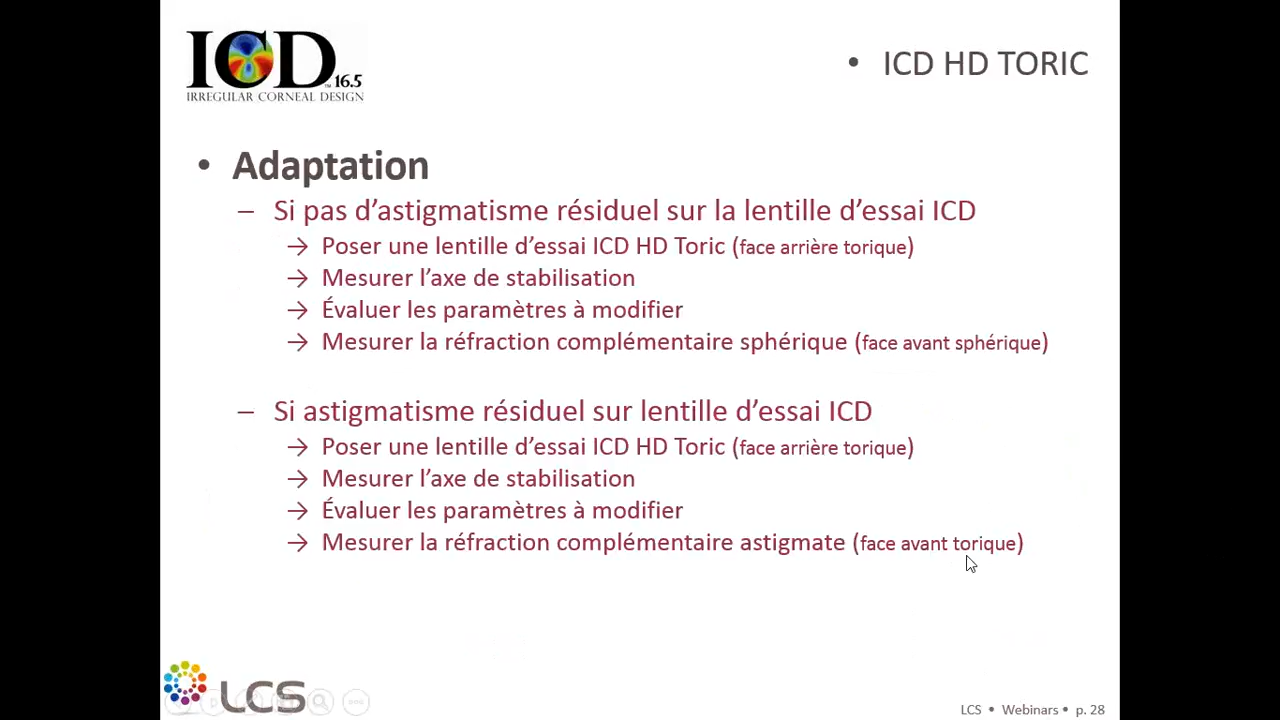 ICD 16.5
IRREGULAR CORNEAL DESIGN
• ICD HD TORIC
• Adaptation
– Si pas d’astigmatisme résiduel sur la lentille d’essai ICD
→ Poser une lentille d’essai ICD HD Toric (face arrière torique)
→ Mesurer l’axe de stabilisation
→ Évaluer les paramètres à modifier
→ Mesurer la réfraction complémentaire sphérique (face avant sphérique)
– Si astigmatisme résiduel sur lentille d’essai ICD
→ Poser une lentille d’essai ICD HD Toric (face arrière torique)
→ Mesurer l’axe de stabilisation
→ Évaluer les paramètres à modifier
→ Mesurer la réfraction complémentaire astigmate (face avant torique)
LCS
LCS • Webinars • p. 28